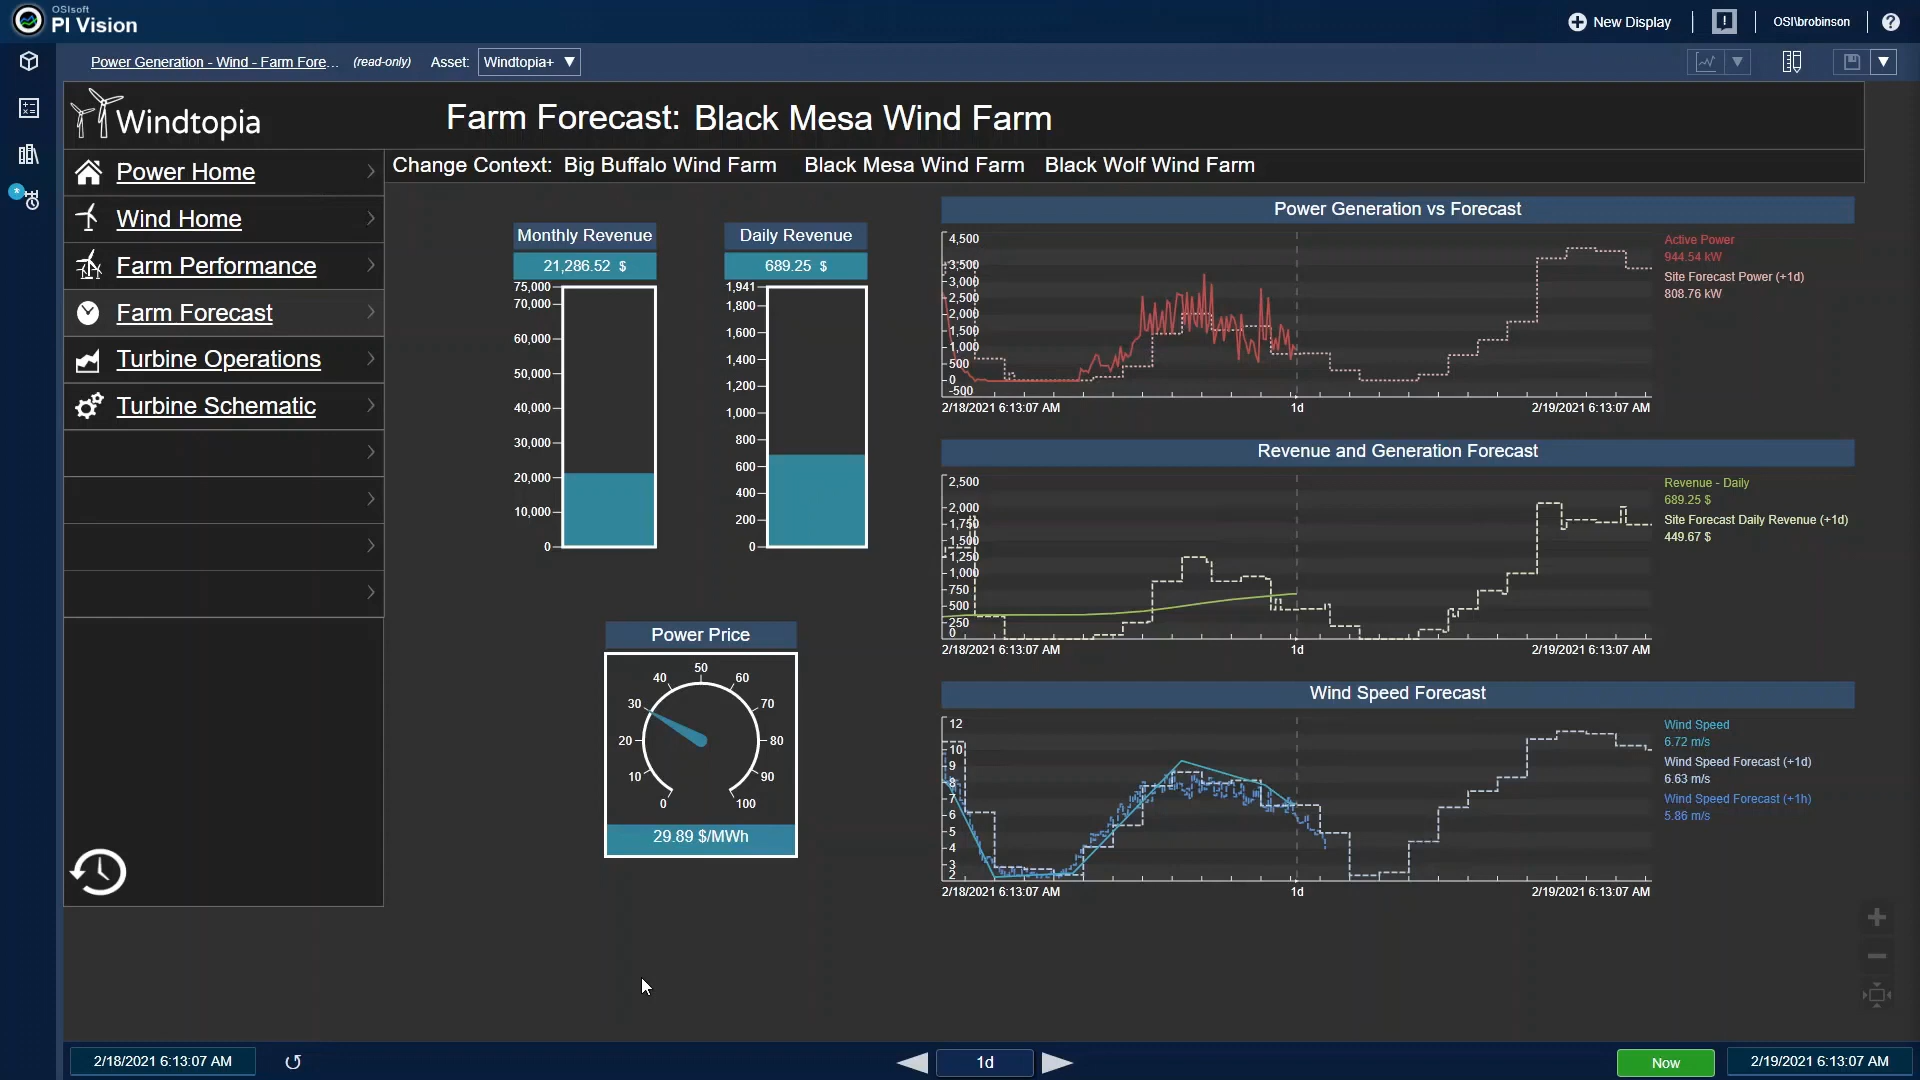 OSIsoft
PI Vision
New Display
OSI\brobinson
Power Generation - Wind - Farm Fore... (read-only) Asset: Windtopia+
Windtopia
Farm Forecast: Black Mesa Wind Farm
Change Context: Big Buffalo Wind Farm Black Mesa Wind Farm Black Wolf Wind Farm
Power Home
Wind Home
Farm Performance
Farm Forecast
Turbine Operations
Turbine Schematic
Monthly Revenue
21,286.52 $
75,000
70,000
60,000
50,000
40,000
30,000
20,000
10,000
0
Daily Revenue
689.25 $
1,941
1,800
1,600
1,400
1,200
1,000
800
600
400
200
0
Power Price
0
10
20
30
40
50
60
70
80
90
100
29.89 $/MWh
Power Generation vs Forecast
4,500
3,500
3,000
2,500
2,000
1,500
1,000
500
0
-500
2/18/2021 6:13:07 AM 1d 2/19/2021 6:13:07 AM
Active Power
944.54 kW
Site Forecast Power (+1d)
808.76 kW
Revenue and Generation Forecast
2,500
2,000
1,750
1,500
1,250
1,000
750
500
250
0
2/18/2021 6:13:07 AM 1d 2/19/2021 6:13:07 AM
Revenue - Daily
689.25 $
Site Forecast Daily Revenue (+1d)
449.67 $
Wind Speed Forecast
12
10
9
8
7
6
5
4
3
2
2/18/2021 6:13:07 AM 1d 2/19/2021 6:13:07 AM
Wind Speed
6.72 m/s
Wind Speed Forecast (+1d)
6.63 m/s
Wind Speed Forecast (+1h)
5.86 m/s
2/18/2021 6:13:07 AM 1d Now 2/19/2021 6:13:07 AM